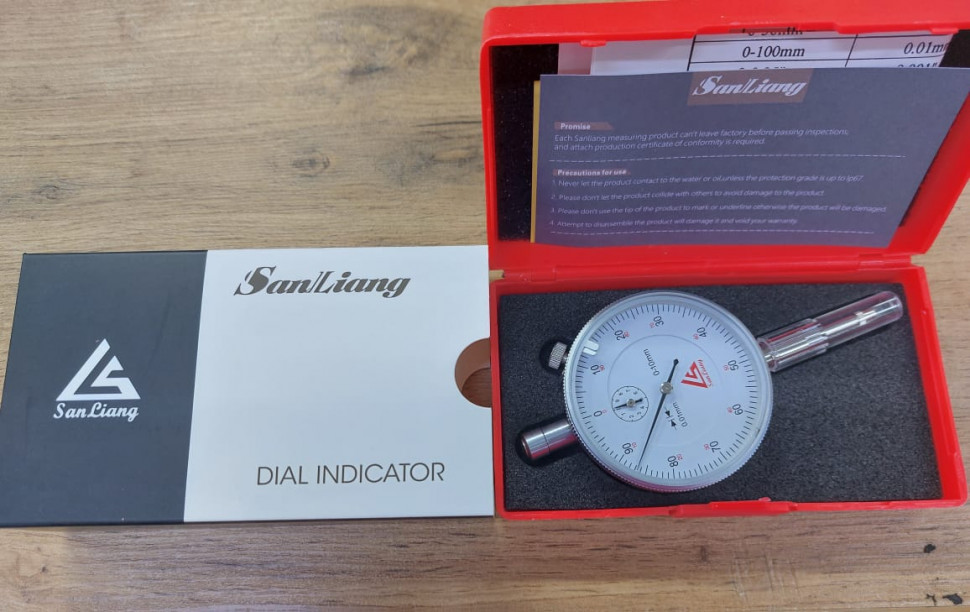 SanLiang
SanLiang
DIAL INDICATOR
0-100mm
0.01m
SanLiang
Promise
Each Sanliang measuring product can't leave factory before passing inspections,
and attach production certificate of conformity is required.
Precautions for use
1. Never let the product contact to the water or oil,unless the protection grade is up to Ip67.
2. Please don't let the product collide with others to avoid damage to the product
3. Please don't use the tip of the product to mark or underline otherwise the product will be damaged.
4. Attempt to disassemble the product will damage it and void your warranty.
0
10
20
30
40
50
60
70
80
90
0-10mm
SanLiang
0.01mm